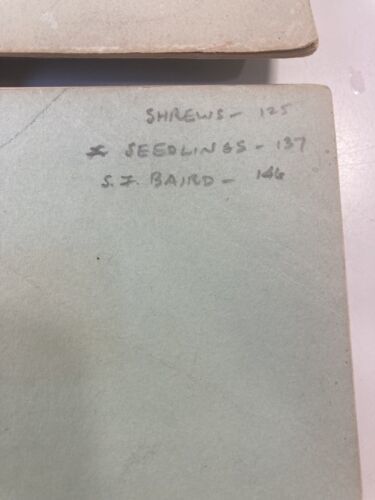 SHREWS - 125
* SEEDLINGS - 137
S. F. BAIRD - 146